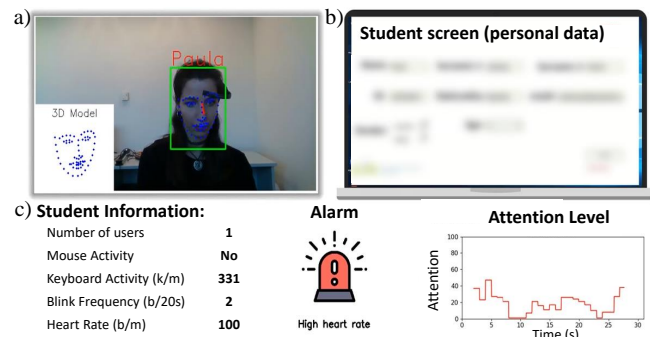 a)
Paula
3D Model
b)
Student screen (personal data)
c) Student Information:
Number of users 1
Mouse Activity No
Keyboard Activity (k/m) 331
Blink Frequency (b/20s) 2
Heart Rate (b/m) 100
Alarm
High heart rate
Attention Level
Attention
100
80
60
40
20
0
0 5 10 15 20 25 30
Time (s)